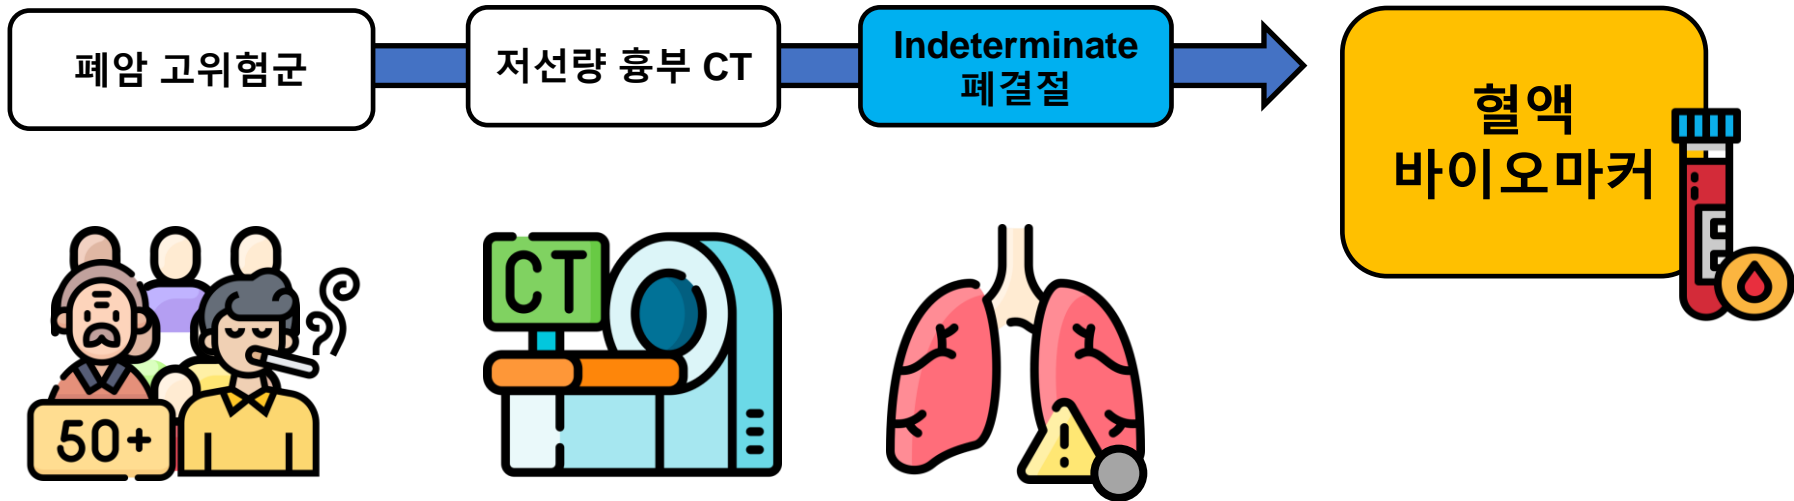 폐암 고위험군
저선량 흉부 CT
Indeterminate
폐결절
혈액
바이오마커
50+
CT